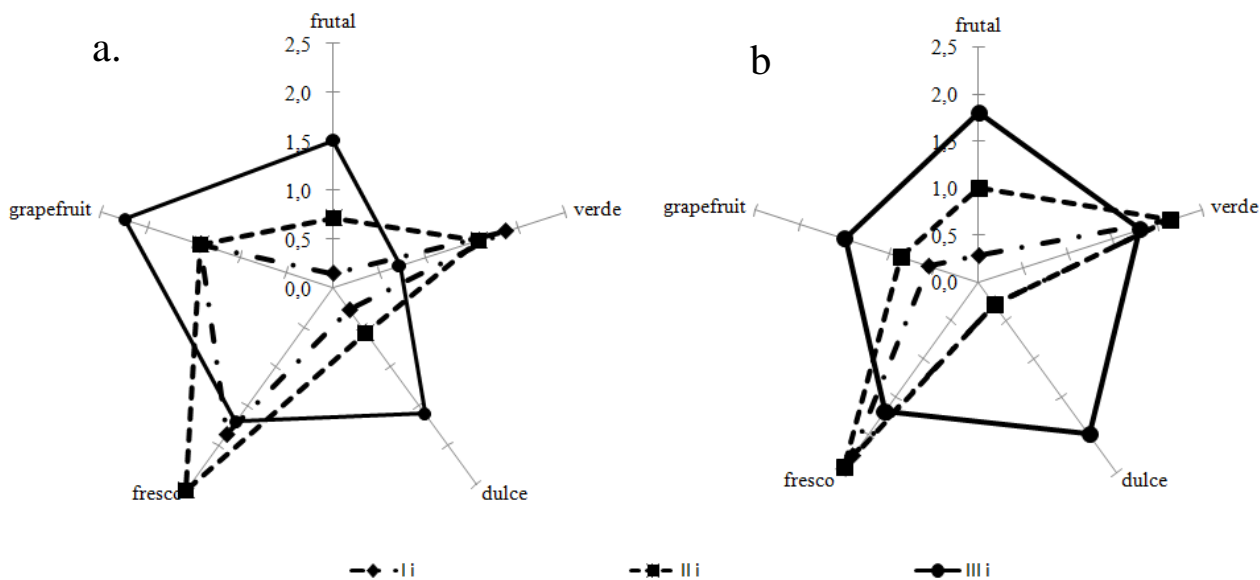 a.
frutal
2,5
2,0
1,5
1,0
0,5
0,0
grapefruit
verde
fresco
dulce
b
frutal
2,5
2,0
1,5
1,0
0,5
0,0
grapefruit
verde
fresco
dulce
I i
II i
III i